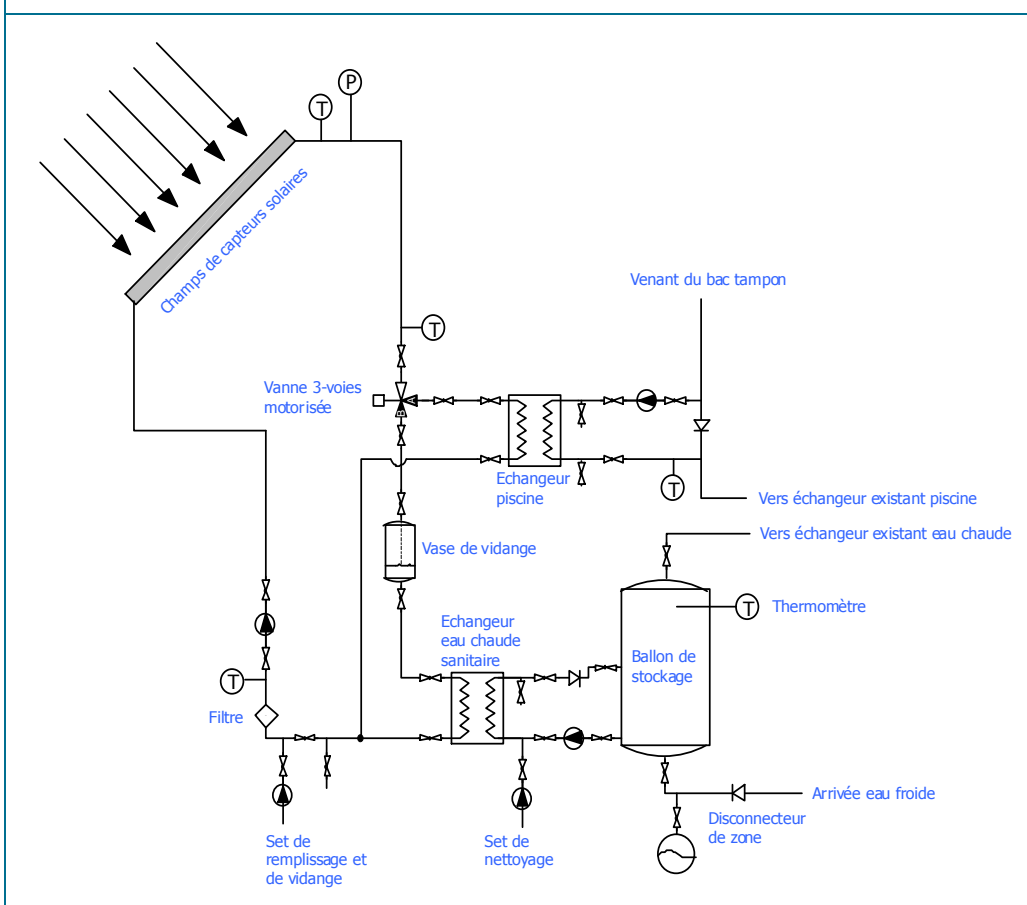 P
T
Champs de capteurs solaires
Venant du bac tampon
T
Vanne 3-voies
motorisée
Echangeur
piscine
T
Vers échangeur existant piscine
Vers échangeur existant eau chaude
Vase de vidange
T
Thermomètre
Echangeur
eau chaude
sanitaire
Ballon de
stockage
T
Filtre
Arrivée eau froide
Disconnecteur
de zone
Set de
remplissage et
de vidange
Set de
nettoyage